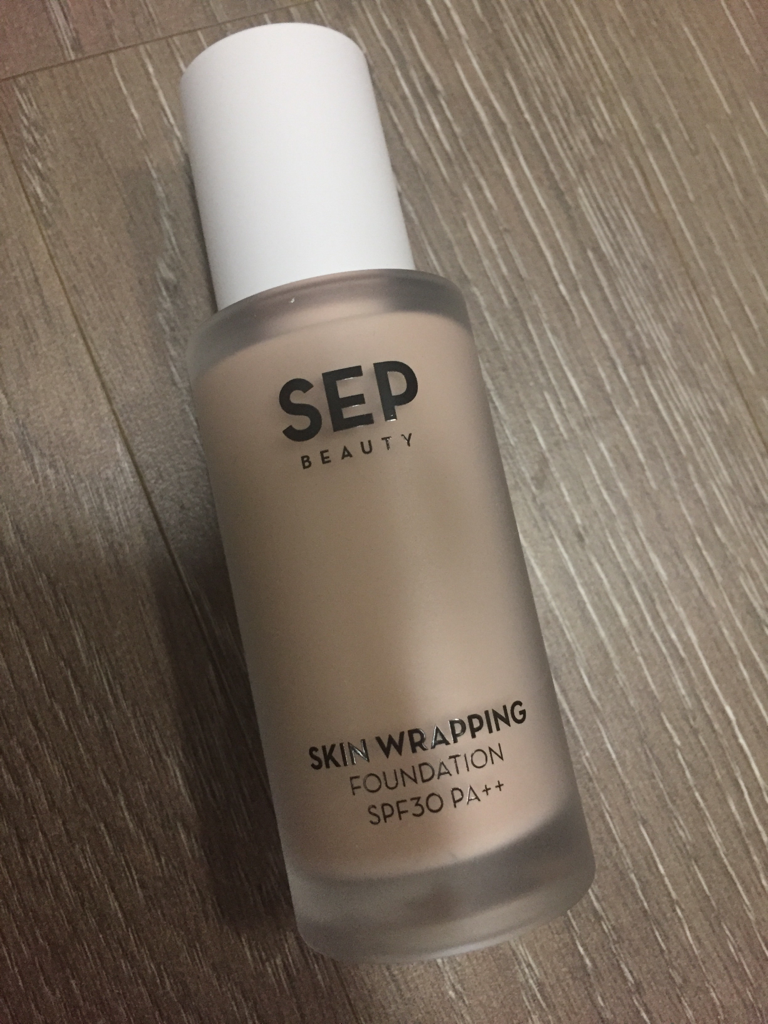 SEP
BEAUTY
SKIN WRAPPING
FOUNDATION
SPF30 PA++